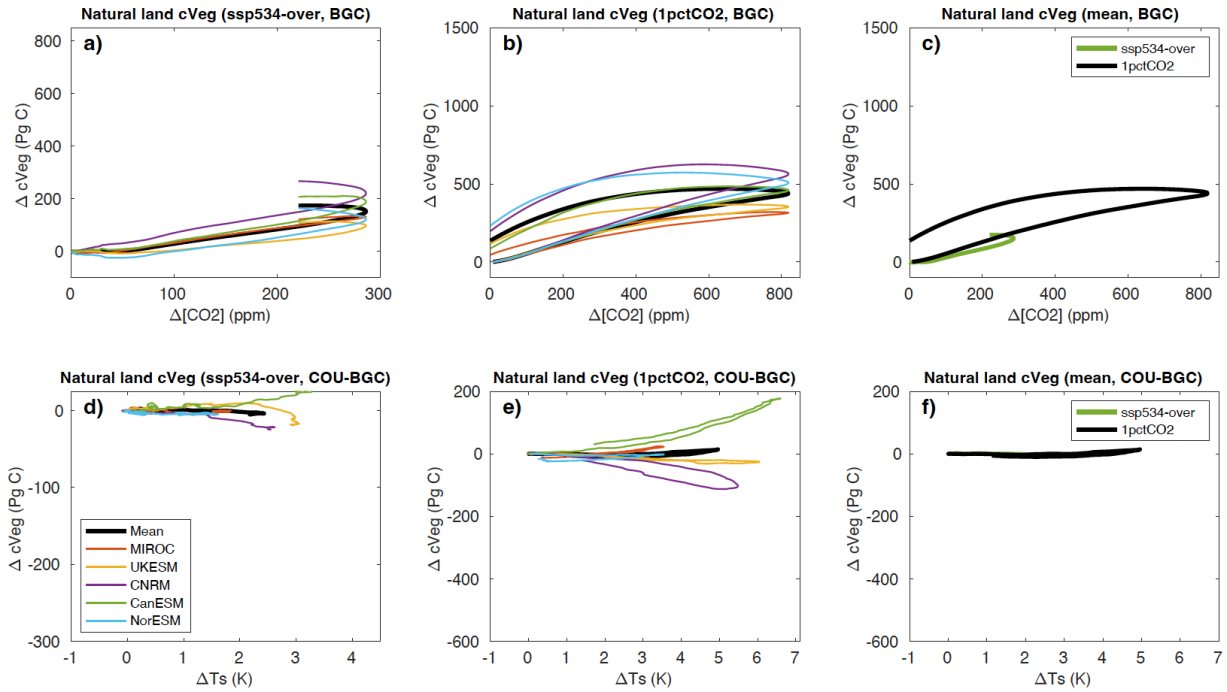 Natural land cVeg (ssp534-over, BGC)
a)
800
600
400
200
0
Δ cVeg (Pg C)
0 100 200 300
Δ[CO2] (ppm)
Natural land cVeg (1pctCO2, BGC)
b)
1500
1000
500
0
Δ cVeg (Pg C)
0 200 400 600 800
Δ[CO2] (ppm)
Natural land cVeg (mean, BGC)
c)
ssp534-over
1pctCO2
1500
1000
500
0
Δ cVeg (Pg C)
0 200 400 600 800
Δ[CO2] (ppm)
Natural land cVeg (ssp534-over, COU-BGC)
d)
0
-100
-200
-300
Δ cVeg (Pg C)
Mean
MIROC
UKESM
CNRM
CanESM
NorESM
-1 0 1 2 3 4
ΔTs (K)
Natural land cVeg (1pctCO2, COU-BGC)
e)
200
0
-200
-400
-600
Δ cVeg (Pg C)
-1 0 1 2 3 4 5 6 7
ΔTs (K)
Natural land cVeg (mean, COU-BGC)
f)
ssp534-over
1pctCO2
200
0
-200
-400
-600
Δ cVeg (Pg C)
-1 0 1 2 3 4 5 6 7
ΔTs (K)